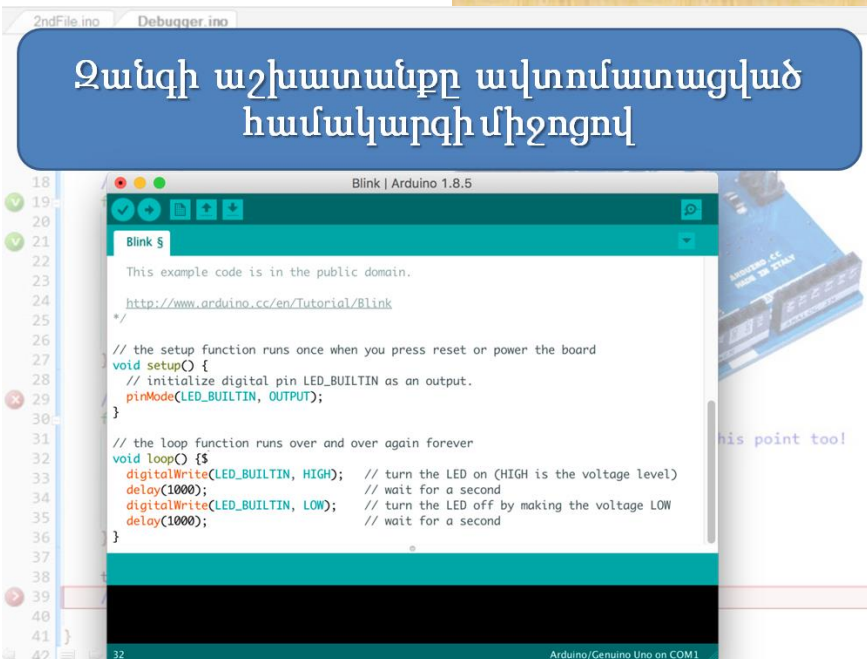 2ndFile.ino Debugger.ino
Զանգի աշխատանքը ավտոմատացված
համակարգի միջոցով
Blink | Arduino 1.8.5
Blink §
This example code is in the public domain.
http://www.arduino.cc/en/Tutorial/Blink
*/
// the setup function runs once when you press reset or power the board
void setup() {
// initialize digital pin LED_BUILTIN as an output.
pinMode(LED_BUILTIN, OUTPUT);
}
// the loop function runs over and over again forever
void loop() {$
digitalWrite(LED_BUILTIN, HIGH); // turn the LED on (HIGH is the voltage level)
delay(1000); // wait for a second
digitalWrite(LED_BUILTIN, LOW); // turn the LED off by making the voltage LOW
delay(1000); // wait for a second
}
32 Arduino/Genuino Uno on COM1
18
19
20
21
22
23
24
25
26
27
28
29
30
31
32
33
34
35
36
37
38
39
40
41 }
42
his point too!
ARDUINO.CC
MADE IN ITALY